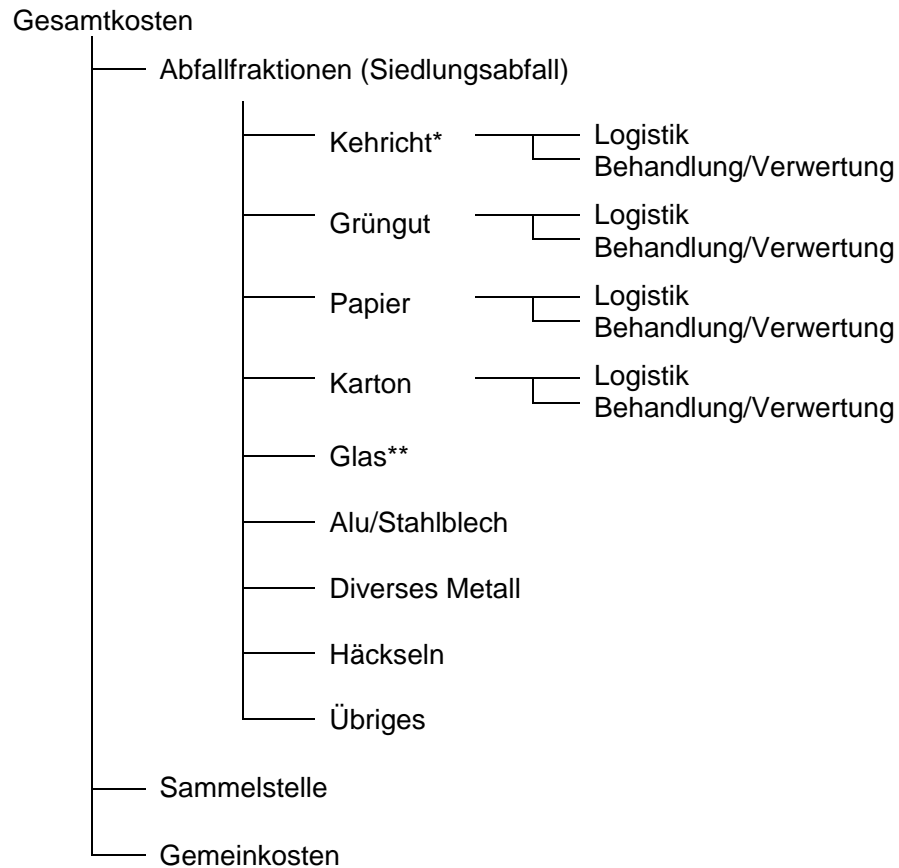 Gesamtkosten
Abfallfraktionen (Siedlungsabfall)
Kehricht*
Logistik
Behandlung/Verwertung
Grüngut
Logistik
Behandlung/Verwertung
Papier
Logistik
Behandlung/Verwertung
Karton
Logistik
Behandlung/Verwertung
Glas**
Alu/Stahlblech
Diverses Metall
Häckseln
Übriges
Sammelstelle
Gemeinkosten